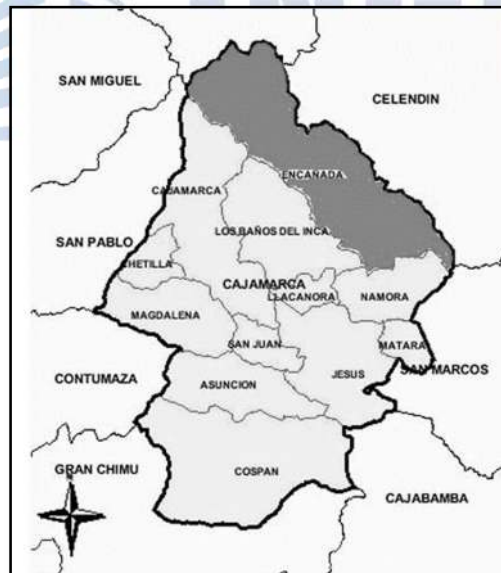 SAN MIGUEL
CELENDIN
ENCAÑADA
CAJAMARCA
LOS BAÑOS DEL INCA
SAN PABLO
CHETILLA
CAJAMARCA
LLACANORA
NAMORA
MAGDALENA
SAN JUAN
MATARA
CONTUMAZA
ASUNCION
JESUS
SAN MARCOS
GRAN CHIMU
COSPAN
CAJABAMBA
N